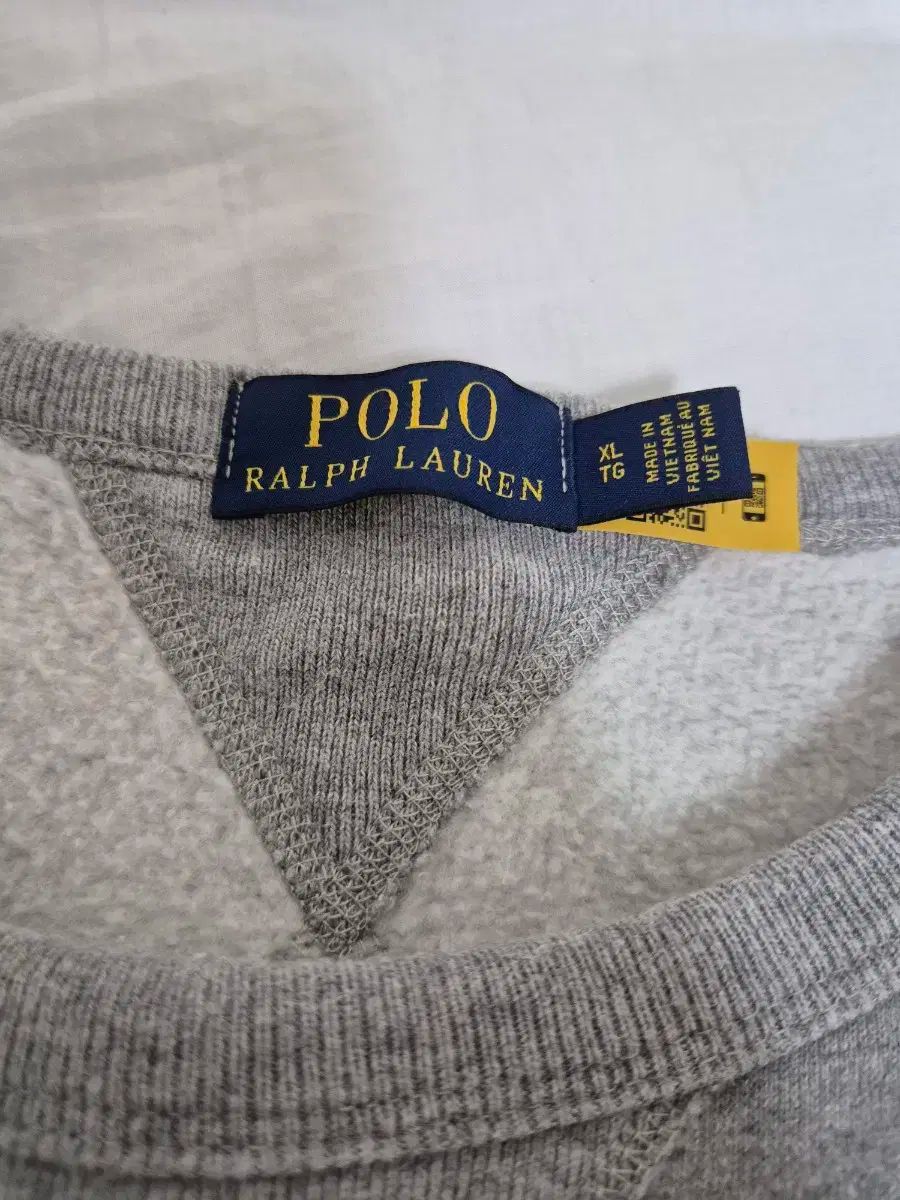 POLO
RALPH LAUREN
XL
TG
MADE IN
VIETNAM
FABRIQUÉ AU
VIÊT NAM